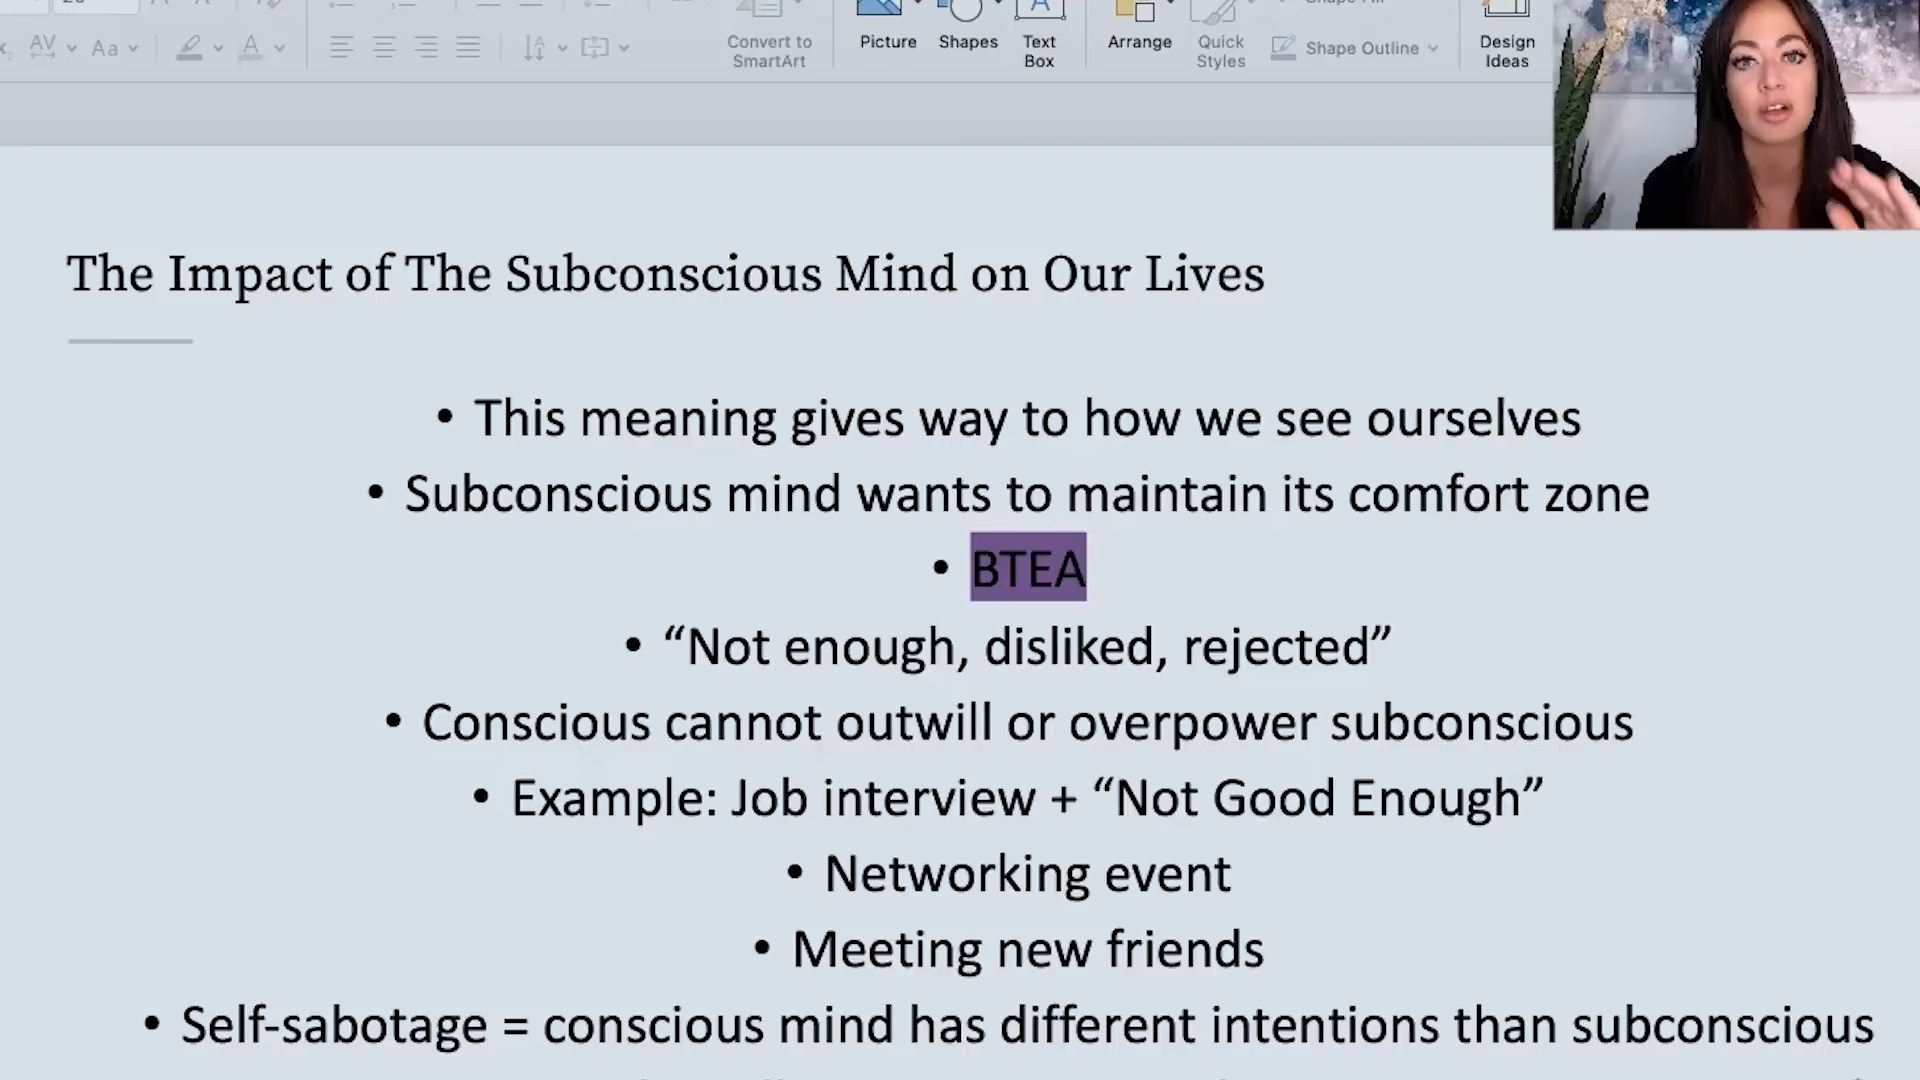 AV
Aa
A
Convert to
SmartArt
Picture
Shapes
A
Text
Box
Arrange
Quick
Styles
Shape Outline
Design
Ideas
The Impact of The Subconscious Mind on Our Lives
• This meaning gives way to how we see ourselves
• Subconscious mind wants to maintain its comfort zone
• BTEA
• “Not enough, disliked, rejected”
• Conscious cannot outwill or overpower subconscious
• Example: Job interview + “Not Good Enough”
• Networking event
• Meeting new friends
• Self-sabotage = conscious mind has different intentions than subconscious